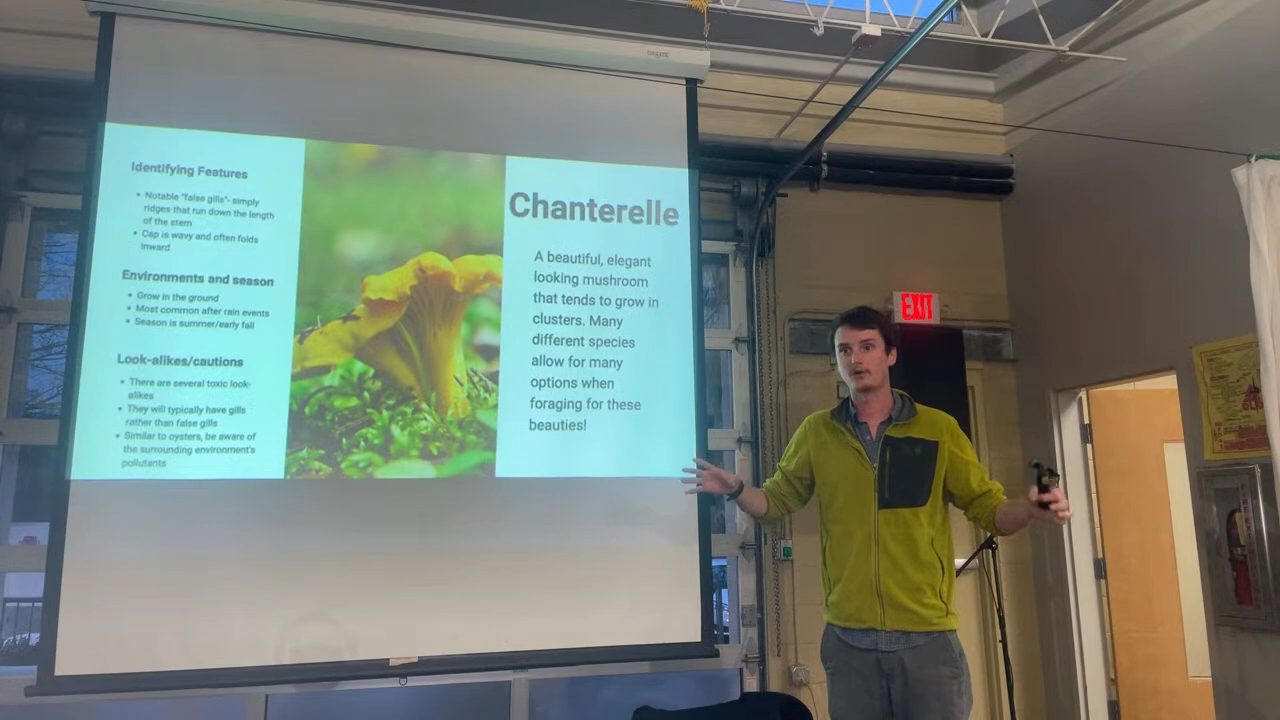 Identifying Features
• Notable "false gills"- simply
ridges that run down the length
of the stem
• Cap is wavy and often folds
inward
Environments and season
• Grow in the ground
• Most common after rain events
• Season is summer/early fall
Look-alikes/cautions
• There are several toxic look-
alikes
• They will typically have gills
rather than false gills
• Similar to oysters, be aware of
the surrounding environment's
pollutants
Chanterelle
A beautiful, elegant
looking mushroom
that tends to grow in
clusters. Many
different species
allow for many
options when
foraging for these
beauties!
EXIT